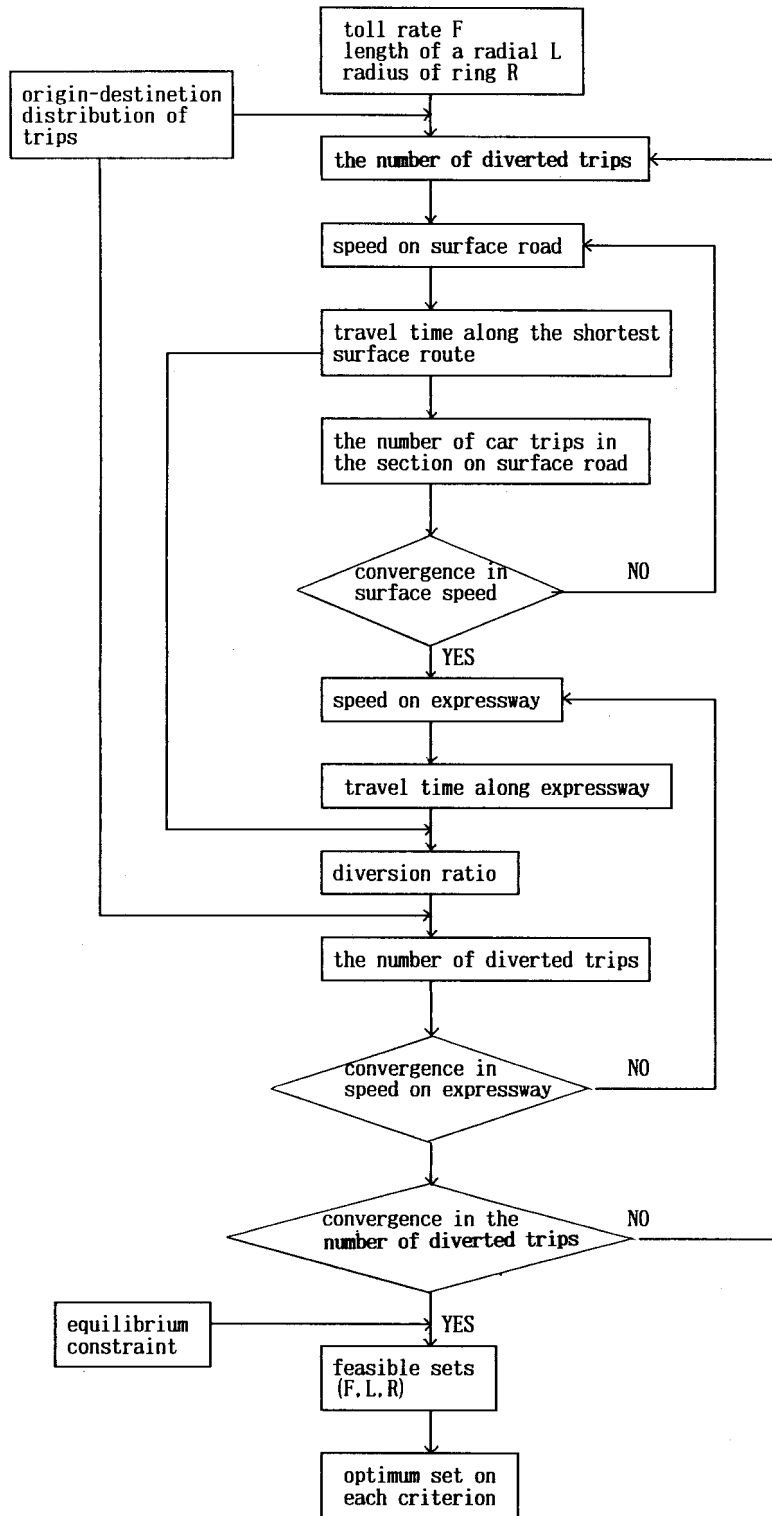 toll rate F
length of a radial L
radius of ring R
origin-destinetion
distribution of
trips
the number of diverted trips
speed on surface road
travel time along the shortest
surface route
the number of car trips in
the section on surface road
convergence in
surface speed
NO
YES
speed on expressway
travel time along expressway
diversion ratio
the number of diverted trips
convergence in
speed on expressway
NO
convergence in the
number of diverted trips
NO
YES
equilibrium
constraint
feasible sets
(F,L,R)
optimum set on
each criterion